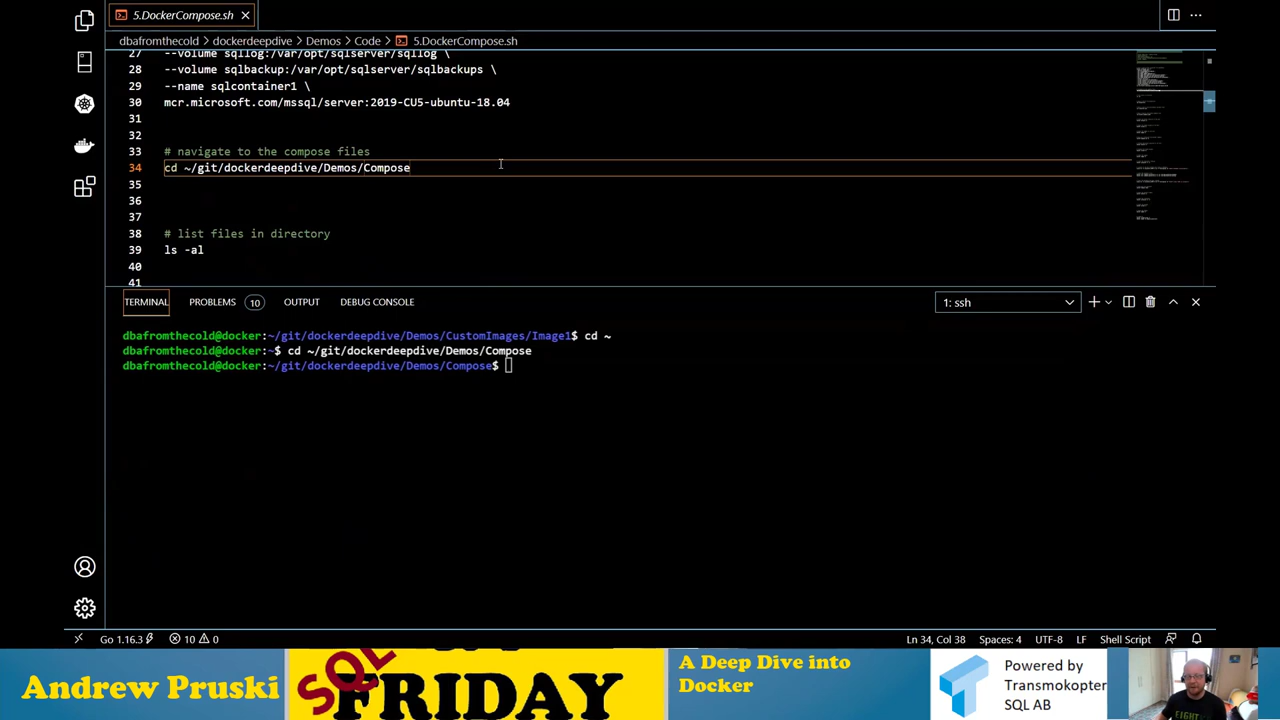 5.DockerCompose.sh
dbafromthecold > dockerdeepdive > Demos > Code > 5.DockerCompose.sh
27 --volume sqllog:/var/opt/sqlserver/sqllog \
28 --volume sqlbackup:/var/opt/sqlserver/sqlbackups \
29 --name sqlcontainer1 \
30 mcr.microsoft.com/mssql/server:2019-CU5-ubuntu-18.04
31
32
33 # navigate to the compose files
34 cd ~/git/dockerdeepdive/Demos/Compose
35
36
37
38 # list files in directory
39 ls -al
40
41
TERMINAL PROBLEMS 10 OUTPUT DEBUG CONSOLE 1: ssh
dbafromthecold@docker:~/git/dockerdeepdive/Demos/CustomImages/Image1$ cd ~
dbafromthecold@docker:~$ cd ~/git/dockerdeepdive/Demos/Compose
dbafromthecold@docker:~/git/dockerdeepdive/Demos/Compose$
Go 1.16.3 10 0 Ln 34, Col 38 Spaces: 4 UTF-8 LF Shell Script
Andrew Pruski
SQL
FRIDAY
A Deep Dive into
Docker
Powered by
Transmokopter
SQL AB